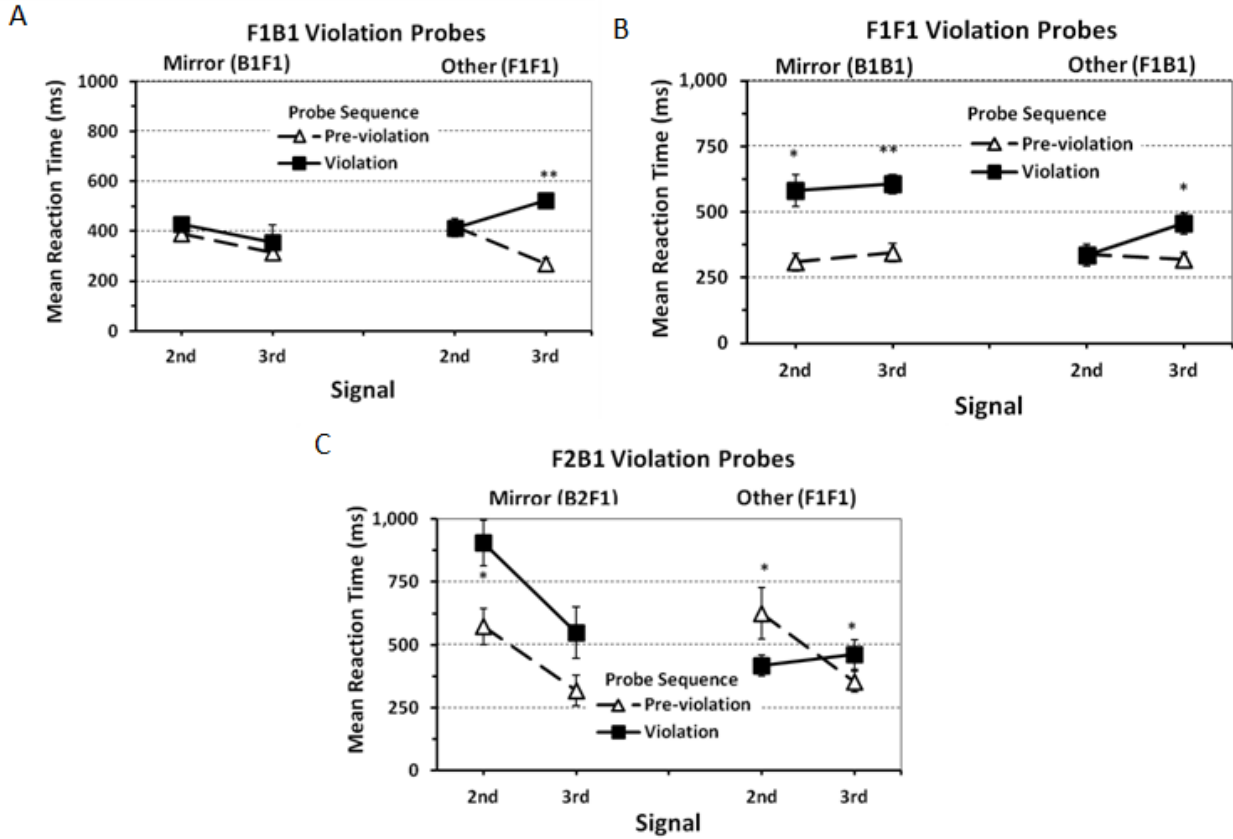 A
F1B1 Violation Probes
Mirror (B1F1) Other (F1F1)
Mean Reaction Time (ms)
1000
800
600
400
200
0
Probe Sequence
Pre-violation
Violation
**
2nd 3rd 2nd 3rd
Signal
B
F1F1 Violation Probes
Mirror (B1B1) Other (F1B1)
Mean Reaction Time (ms)
1,000
750
500
250
0
Probe Sequence
Pre-violation
Violation
* ** *
2nd 3rd 2nd 3rd
Signal
C
F2B1 Violation Probes
Mirror (B2F1) Other (F1F1)
Mean Reaction Time (ms)
1,000
750
500
250
0
* * *
Probe Sequence
Pre-violation
Violation
2nd 3rd 2nd 3rd
Signal